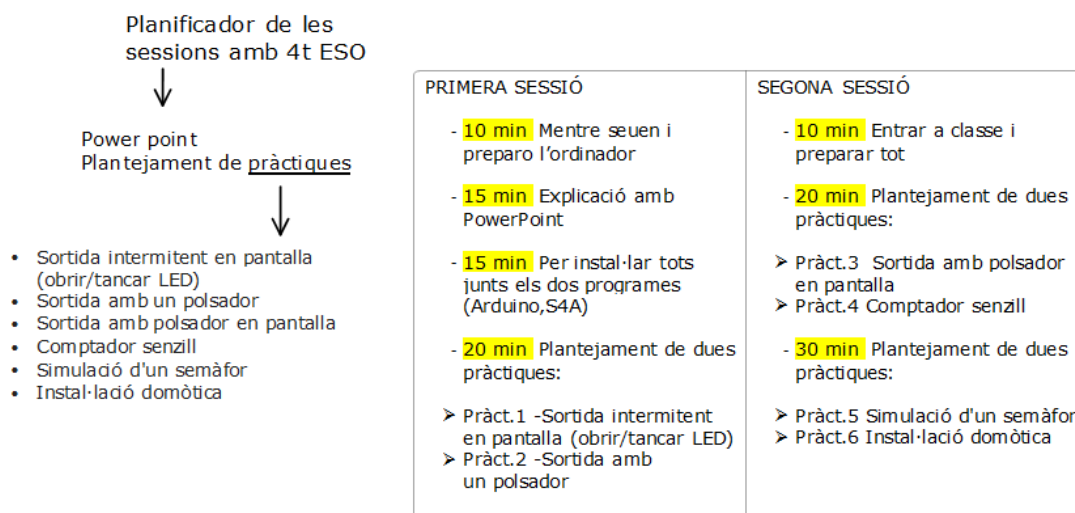 Planificador de les
sessions amb 4t ESO
Power point
Plantejament de pràctiques
• Sortida intermitent en pantalla
(obrir/tancar LED)
• Sortida amb un polsador
• Sortida amb polsador en pantalla
• Comptador senzill
• Simulació d'un semàfor
• Instal·lació domòtica
PRIMERA SESSIÓ
- 10 min Mentre seuen i
preparo l'ordinador
- 15 min Explicació amb
PowerPoint
- 15 min Per instal·lar tots
junts els dos programes
(Arduino,S4A)
- 20 min Plantejament de dues
pràctiques:
➢ Pràct.1 -Sortida intermitent
en pantalla (obrir/tancar LED)
➢ Pràct.2 -Sortida amb
un polsador
SEGONA SESSIÓ
- 10 min Entrar a classe i
preparar tot
- 20 min Plantejament de dues
pràctiques:
➢ Pràct.3 Sortida amb polsador
en pantalla
➢ Pràct.4 Comptador senzill
- 30 min Plantejament de dues
pràctiques:
➢ Pràct.5 Simulació d'un semàfor
➢ Pràct.6 Instal·lació domòtica